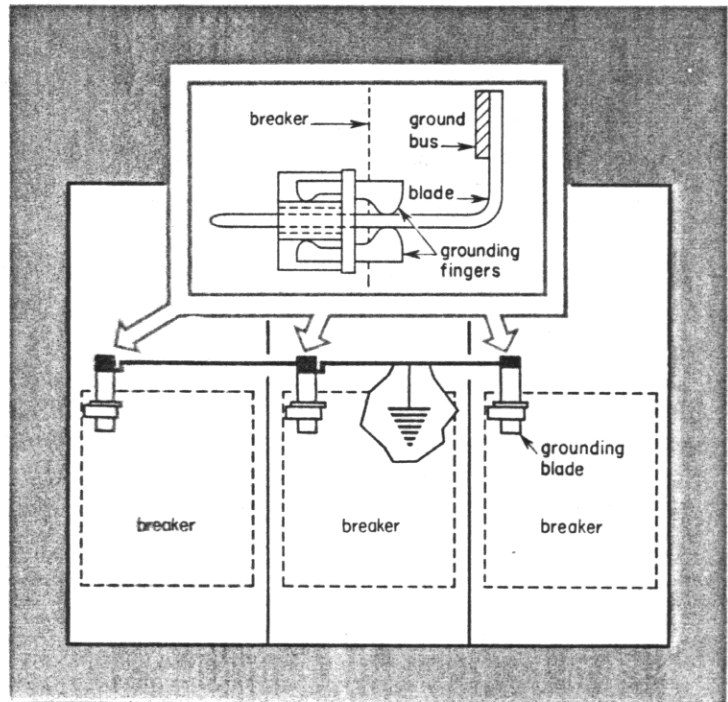 breaker
ground
bus
blade
grounding
fingers
grounding
blade
breaker
breaker
breaker